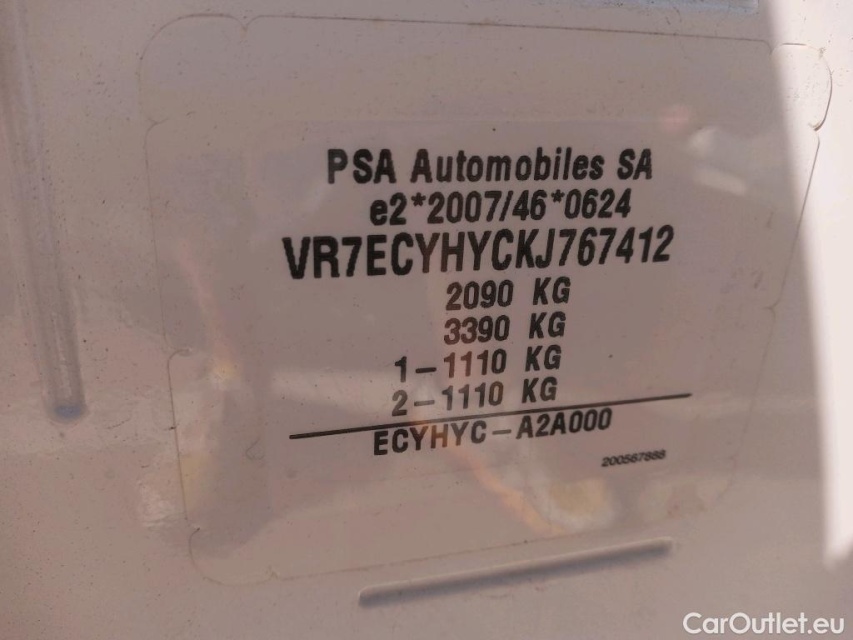 PSA Automobiles SA
e2*2007/46*0624
VR7ECYHYCKJ767412
2090 KG
3390 KG
1-1110 KG
2-1110 KG
ECYHYC-A2A000
200567888
CarOutlet.eu